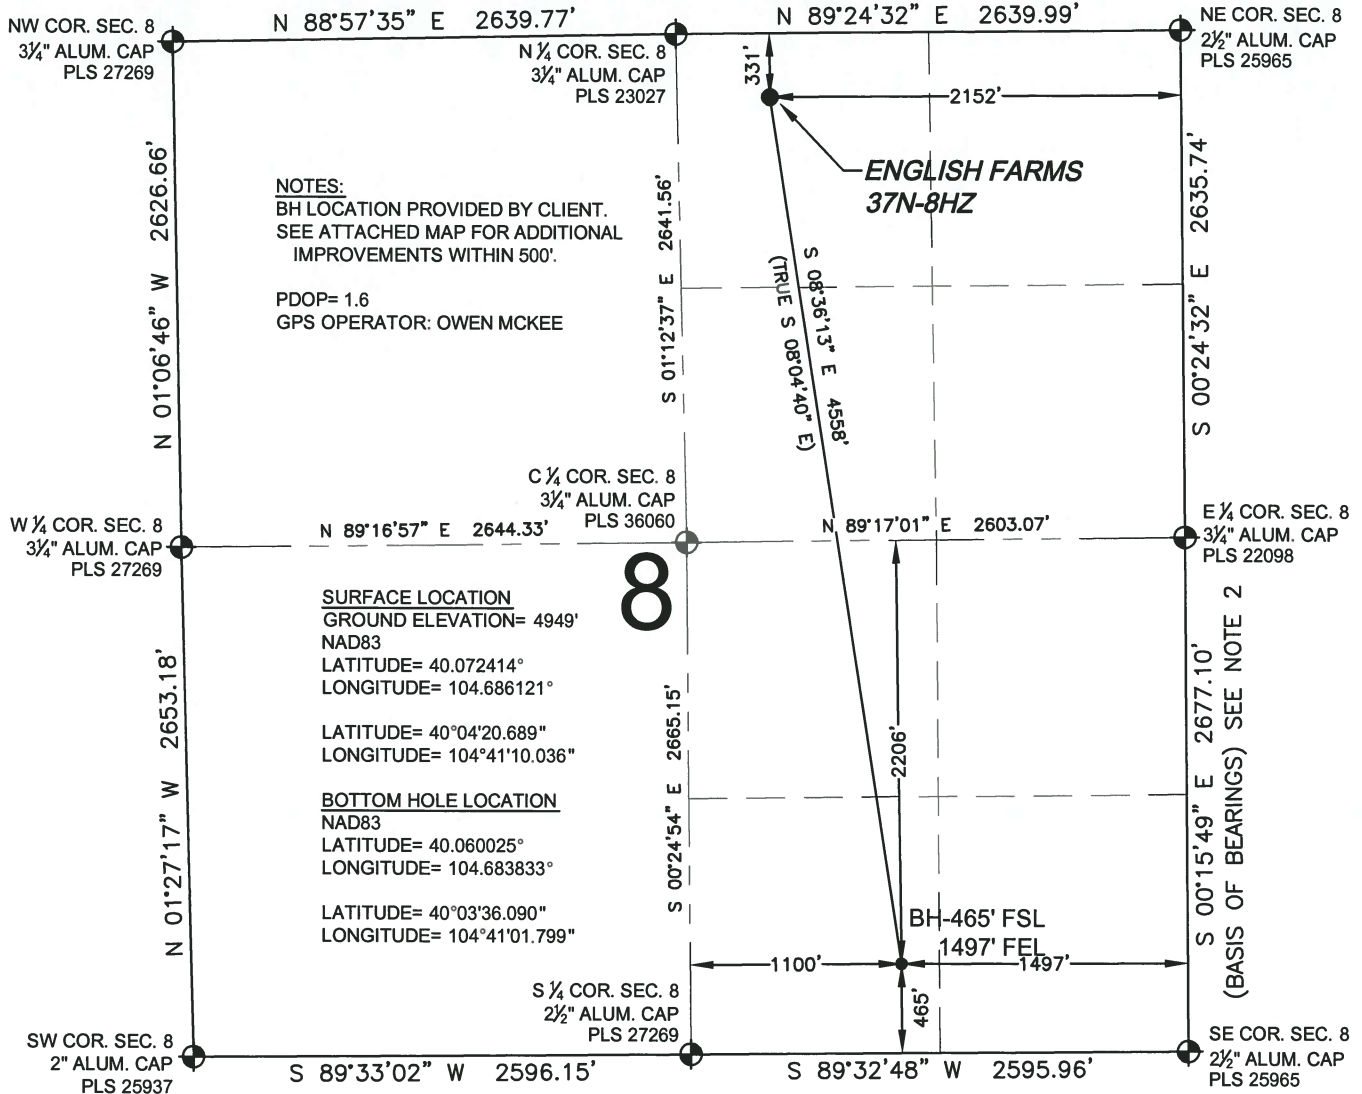 NW COR. SEC. 8
3¼" ALUM. CAP
PLS 27269
N 88°57'35" E 2639.77'
N ¼ COR. SEC. 8
3¼" ALUM. CAP
PLS 23027
N 89°24'32" E 2639.99'
NE COR. SEC. 8
2½" ALUM. CAP
PLS 25965
331'
2152'
ENGLISH FARMS
37N-8HZ
N 01°06'46" W 2626.66'
NOTES:
BH LOCATION PROVIDED BY CLIENT.
SEE ATTACHED MAP FOR ADDITIONAL
IMPROVEMENTS WITHIN 500'.
PDOP= 1.6
GPS OPERATOR: OWEN MCKEE
S 01°12'37" E 2641.56'
S 08°36'13" E 4558'
(TRUE S 08°04'40" E)
S 00°24'32" E 2635.74'
W ¼ COR. SEC. 8
3¼" ALUM. CAP
PLS 27269
N 89°16'57" E 2644.33'
C ¼ COR. SEC. 8
3¼" ALUM. CAP
PLS 36060
N 89°17'01" E 2603.07'
E ¼ COR. SEC. 8
3¼" ALUM. CAP
PLS 22098
8
SURFACE LOCATION
GROUND ELEVATION= 4949'
NAD83
LATITUDE= 40.072414°
LONGITUDE= 104.686121°
LATITUDE= 40°04'20.689"
LONGITUDE= 104°41'10.036"
BOTTOM HOLE LOCATION
NAD83
LATITUDE= 40.060025°
LONGITUDE= 104.683833°
LATITUDE= 40°03'36.090"
LONGITUDE= 104°41'01.799"
N 01°27'17" W 2653.18'
S 00°24'54" E 2665.15'
2206'
S 00°15'49" E 2677.10'
(BASIS OF BEARINGS) SEE NOTE 2
BH-465' FSL
1497' FEL
1100'
1497'
465'
SW COR. SEC. 8
2" ALUM. CAP
PLS 25937
S 89°33'02" W 2596.15'
S ¼ COR. SEC. 8
2½" ALUM. CAP
PLS 27269
S 89°32'48" W 2595.96'
SE COR. SEC. 8
2½" ALUM. CAP
PLS 25965